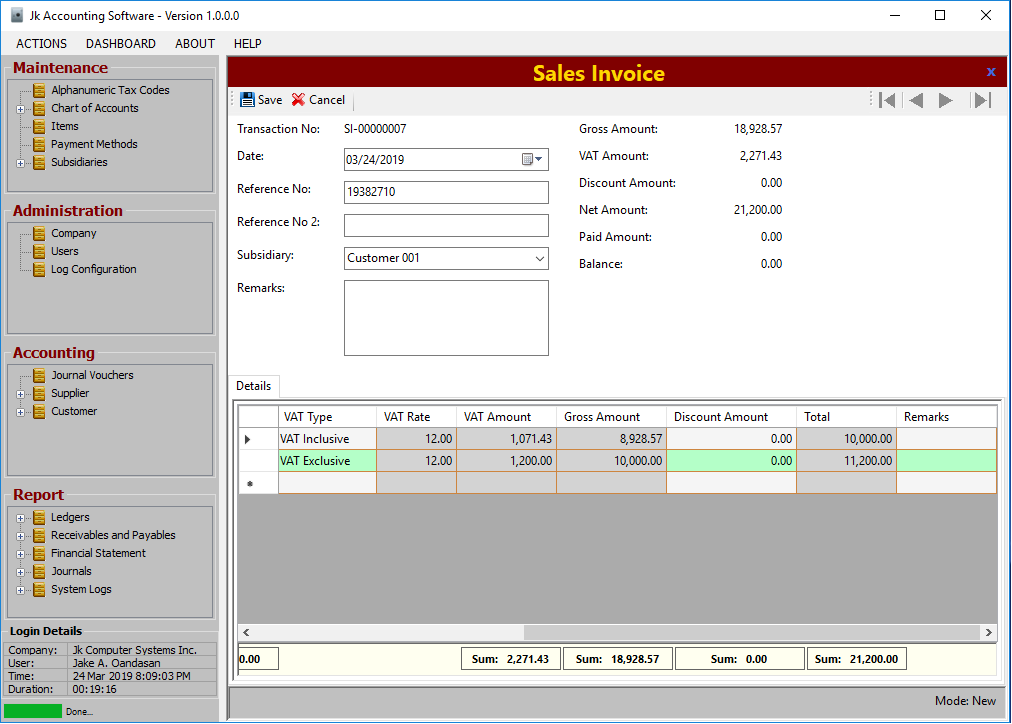 Jk Accounting Software - Version 1.0.0.0
ACTIONS DASHBOARD ABOUT HELP
Maintenance
Alphanumeric Tax Codes
Chart of Accounts
Items
Payment Methods
Subsidiaries
Administration
Company
Users
Log Configuration
Accounting
Journal Vouchers
Supplier
Customer
Report
Ledgers
Receivables and Payables
Financial Statement
Journals
System Logs
Login Details
Company: Jk Computer Systems Inc.
User: Jake A. Oandasan
Time: 24 Mar 2019 8:09:03 PM
Duration: 00:19:16
Done...
Sales Invoice x
Save Cancel
Transaction No: SI-00000007
Date: 03/24/2019
Reference No: 19382710
Reference No 2:
Subsidiary: Customer 001
Remarks:
Gross Amount: 18,928.57
VAT Amount: 2,271.43
Discount Amount: 0.00
Net Amount: 21,200.00
Paid Amount: 0.00
Balance: 0.00
Details
VAT Type VAT Rate VAT Amount Gross Amount Discount Amount Total Remarks
VAT Inclusive 12.00 1,071.43 8,928.57 0.00 10,000.00
VAT Exclusive 12.00 1,200.00 10,000.00 0.00 11,200.00
0.00 Sum: 2,271.43 Sum: 18,928.57 Sum: 0.00 Sum: 21,200.00
Mode: New